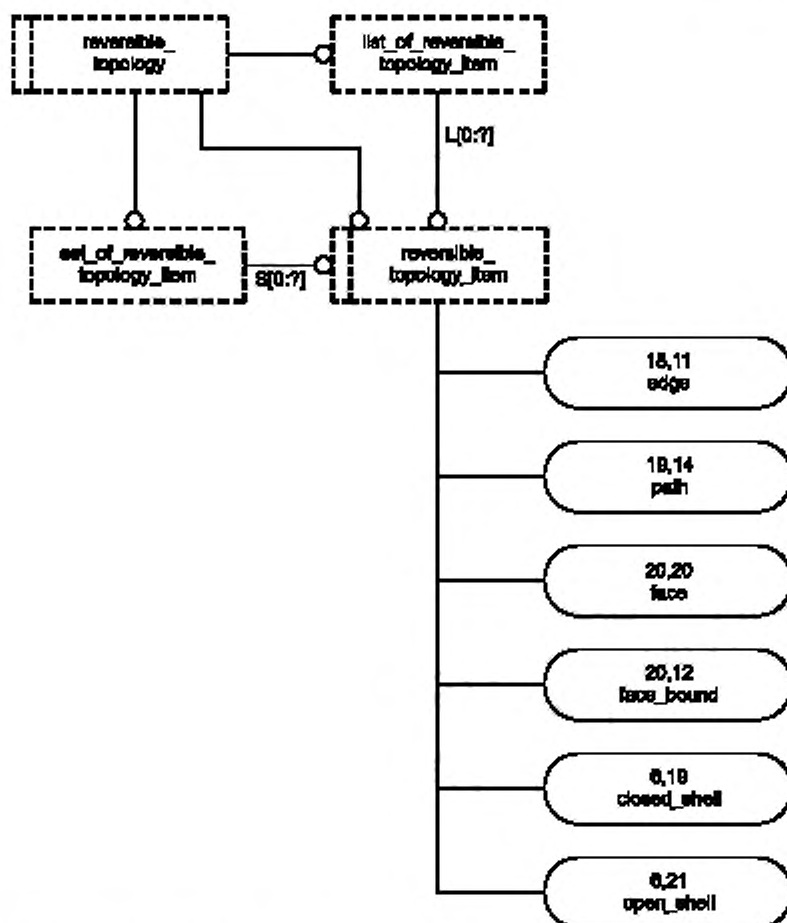 reversible_
topology
list_of_reversible_
topology_item
L[0:?]
set_of_reversible_
topology_item
S[0:?]
reversible_
topology_item
18,11
edge
19,14
path
20,20
face
20,12
face_bound
6,19
closed_shell
6,21
open_shell